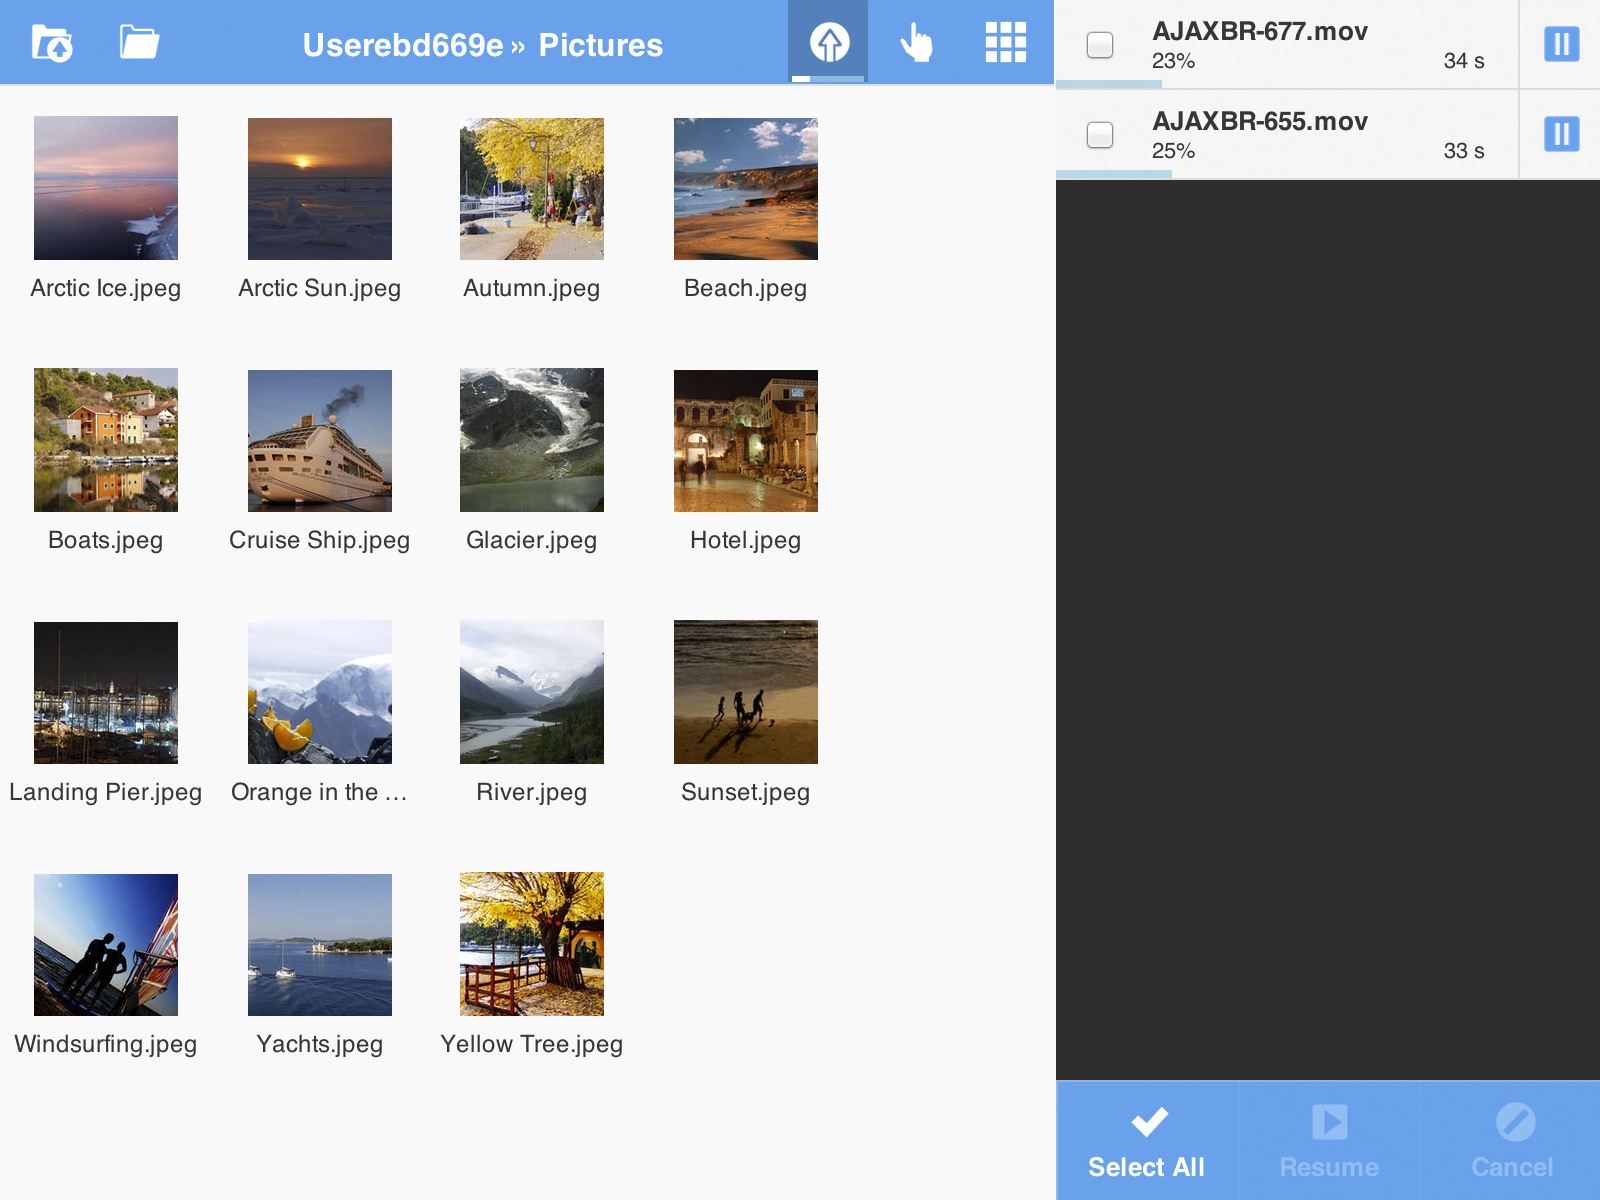 Userebd669e » Pictures
Arctic Ice.jpeg
Arctic Sun.jpeg
Autumn.jpeg
Beach.jpeg
Boats.jpeg
Cruise Ship.jpeg
Glacier.jpeg
Hotel.jpeg
Landing Pier.jpeg
Orange in the ...
River.jpeg
Sunset.jpeg
Windsurfing.jpeg
Yachts.jpeg
Yellow Tree.jpeg
AJAXBR-677.mov
23% 34 s
AJAXBR-655.mov
25% 33 s
Select All
Resume
Cancel